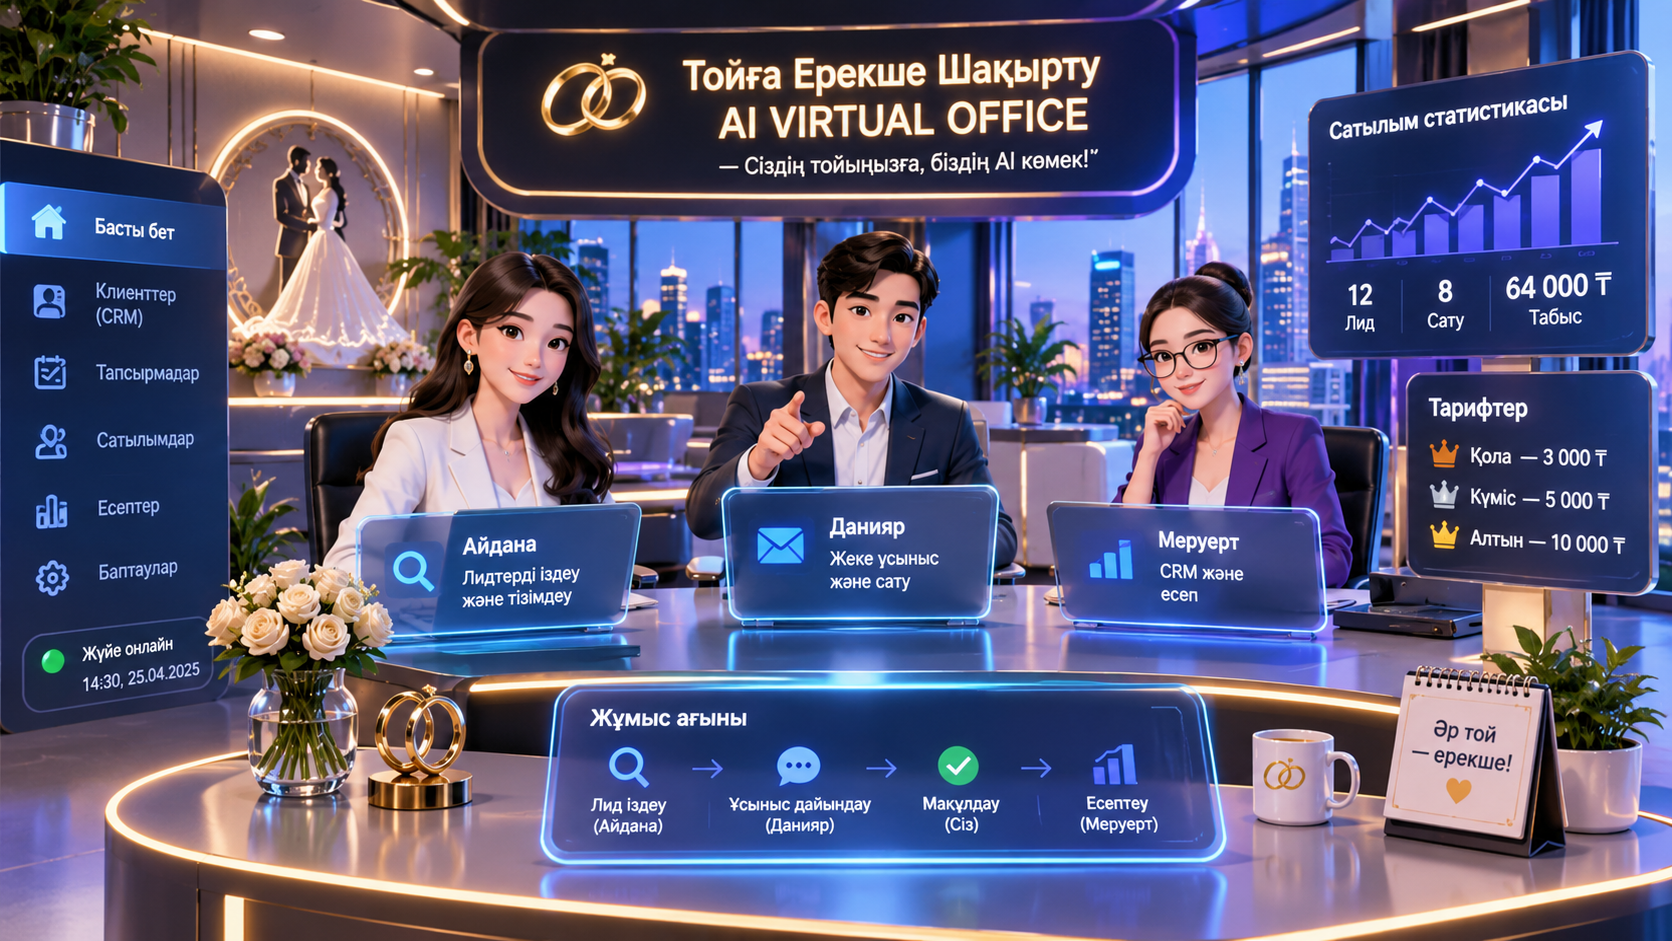 Тойға Ерекше Шақырту
AI VIRTUAL OFFICE
— Сіздің тойыңызға, біздің AI көмек!”
Басты бет
Клиенттер
(CRM)
Тапсырмадар
Сатылымдар
Есептер
Баптаулар
Жүйе онлайн
14:30, 25.04.2025
Сатылым статистикасы
12
Лид
8
Сату
64 000 ₸
Табыс
Тарифтер
Қола — 3 000 ₸
Күміс — 5 000 ₸
Алтын — 10 000 ₸
Айдана
Лидтерді іздеу
және тізімдеу
Данияр
Жеке ұсыныс
және сату
Меруерт
CRM және
есеп
Жұмыс ағыны
Лид іздеу
(Айдана)
Ұсыныс дайындау
(Данияр)
Мақұлдау
(Сіз)
Есептеу
(Меруерт)
Әр той
— ерекше!